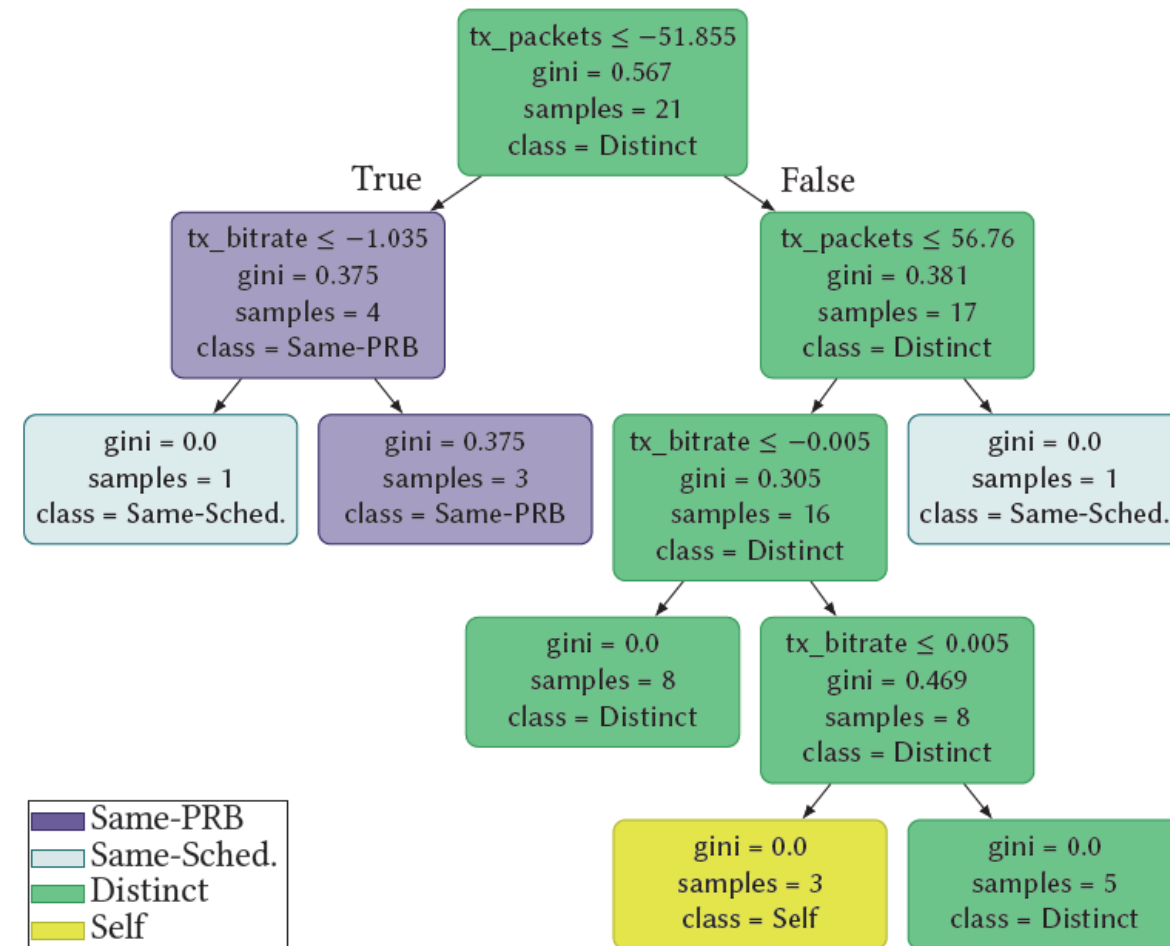 tx_packets ≤ −51.855
gini = 0.567
samples = 21
class = Distinct
True
False
tx_bitrate ≤ −1.035
gini = 0.375
samples = 4
class = Same-PRB
tx_packets ≤ 56.76
gini = 0.381
samples = 17
class = Distinct
gini = 0.0
samples = 1
class = Same-Sched.
gini = 0.375
samples = 3
class = Same-PRB
tx_bitrate ≤ −0.005
gini = 0.305
samples = 16
class = Distinct
gini = 0.0
samples = 1
class = Same-Sched.
gini = 0.0
samples = 8
class = Distinct
tx_bitrate ≤ 0.005
gini = 0.469
samples = 8
class = Distinct
gini = 0.0
samples = 3
class = Self
gini = 0.0
samples = 5
class = Distinct
Same-PRB
Same-Sched.
Distinct
Self